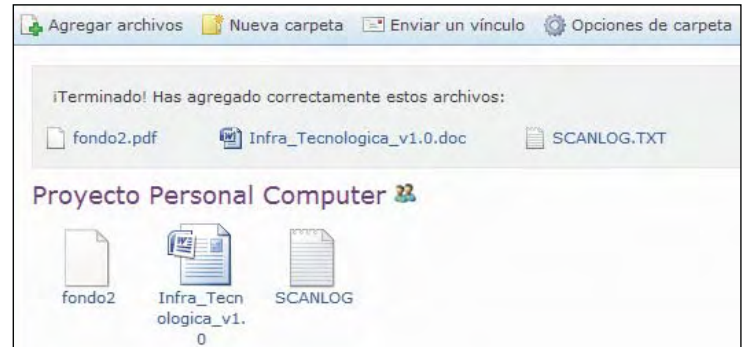 Agregar archivos Nueva carpeta Enviar un vínculo Opciones de carpeta
¡Terminado! Has agregado correctamente estos archivos:
fondo2.pdf Infra_Tecnologica_v1.0.doc SCANLOG.TXT
Proyecto Personal Computer
fondo2 Infra_Tecn SCANLOG
ologica_v1.
0